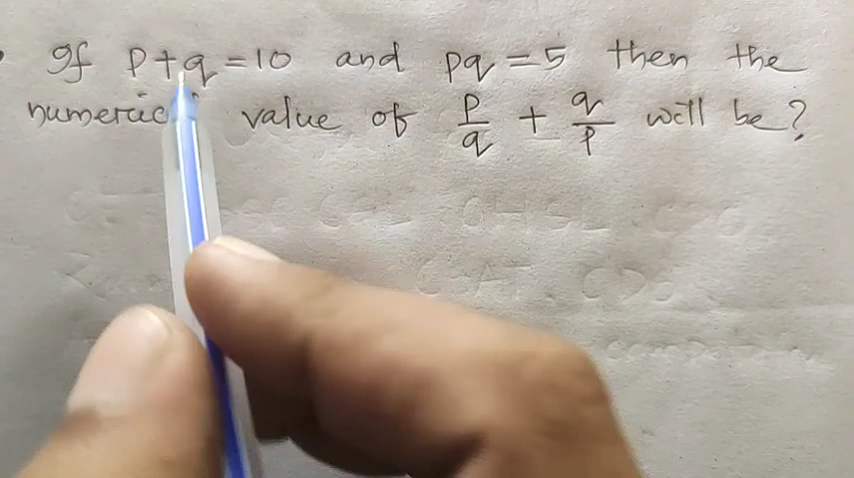 If p+q=10 and pq=5 then the
value of p/q + q/p will be?